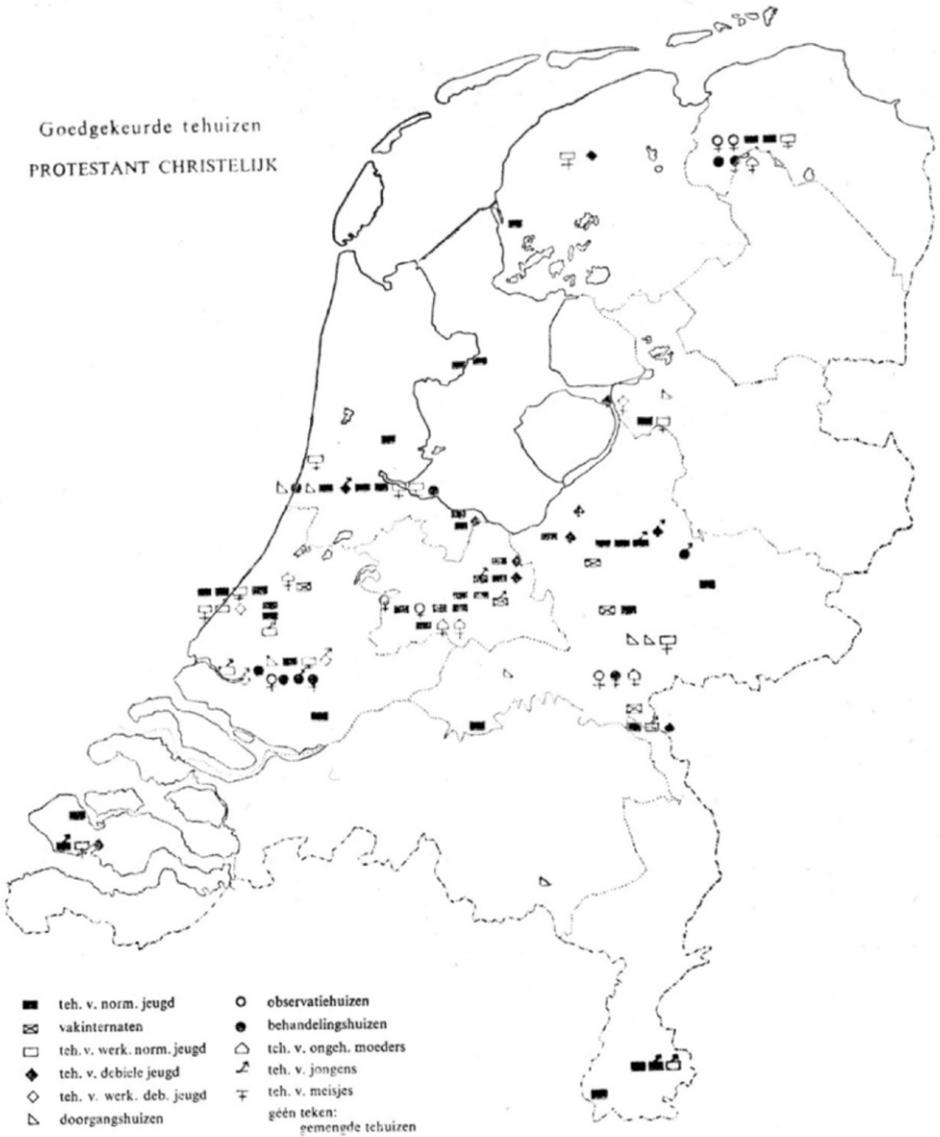 Goedgekeurde tehuizen
PROTESTANT CHRISTELIJK
teh. v. norm. jeugd
vakinternaten
teh. v. werk. norm. jeugd
teh. v. debiele jeugd
teh. v. werk. deb. jeugd
doorgangshuizen
observatiehuizen
behandelingshuizen
teh. v. ongeh. moeders
teh. v. jongens
teh. v. meisjes
géén teken:
gemengde tehuizen